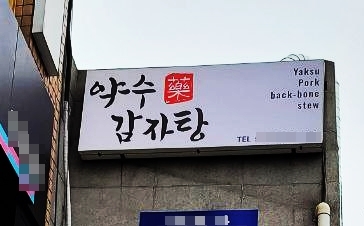 약수 藥
감자탕
Yaksu
Pork
back-bone
stew
TEL :